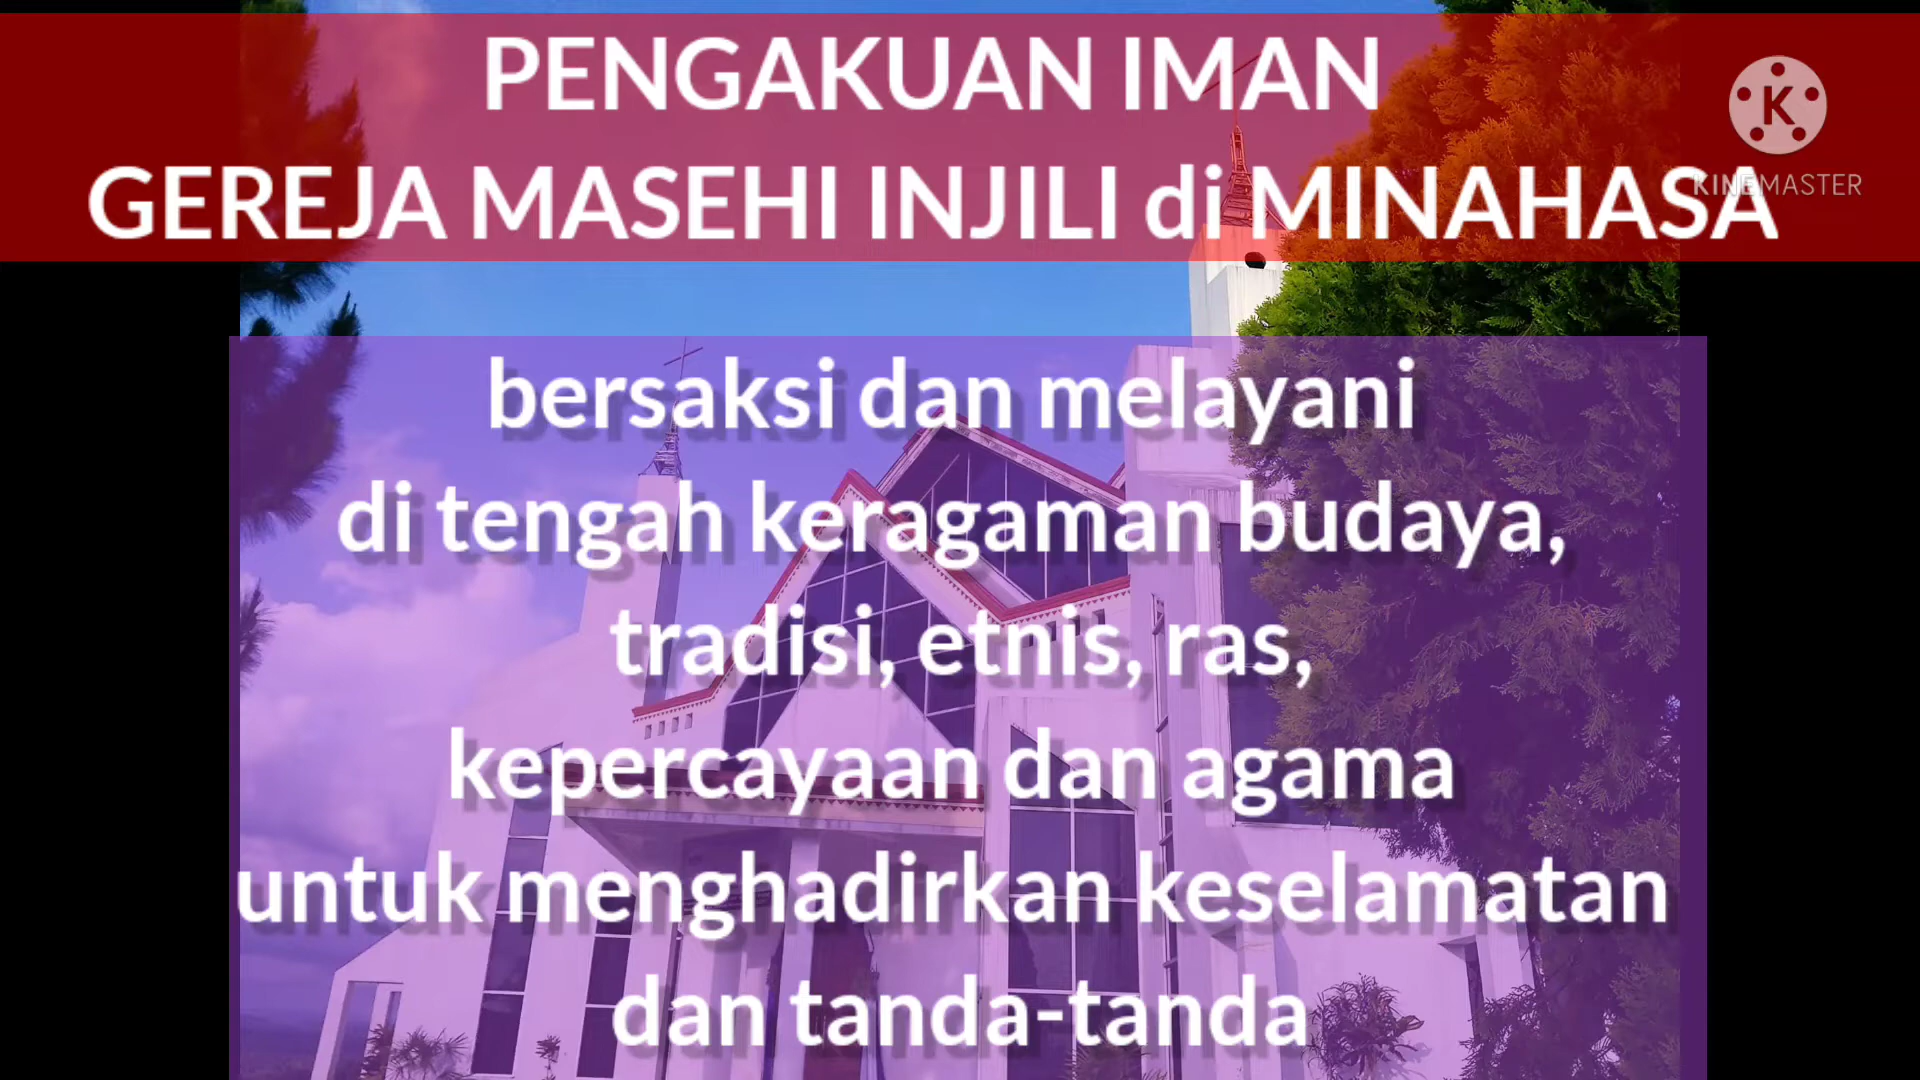 PENGAKUAN IMAN
GEREJA MASEHI INJILI di MINAHASA
K
KINEMASTER
bersaksi dan melayani
di tengah keragaman budaya,
tradisi, etnis, ras,
kepercayaan dan agama
untuk menghadirkan keselamatan
dan tanda-tanda